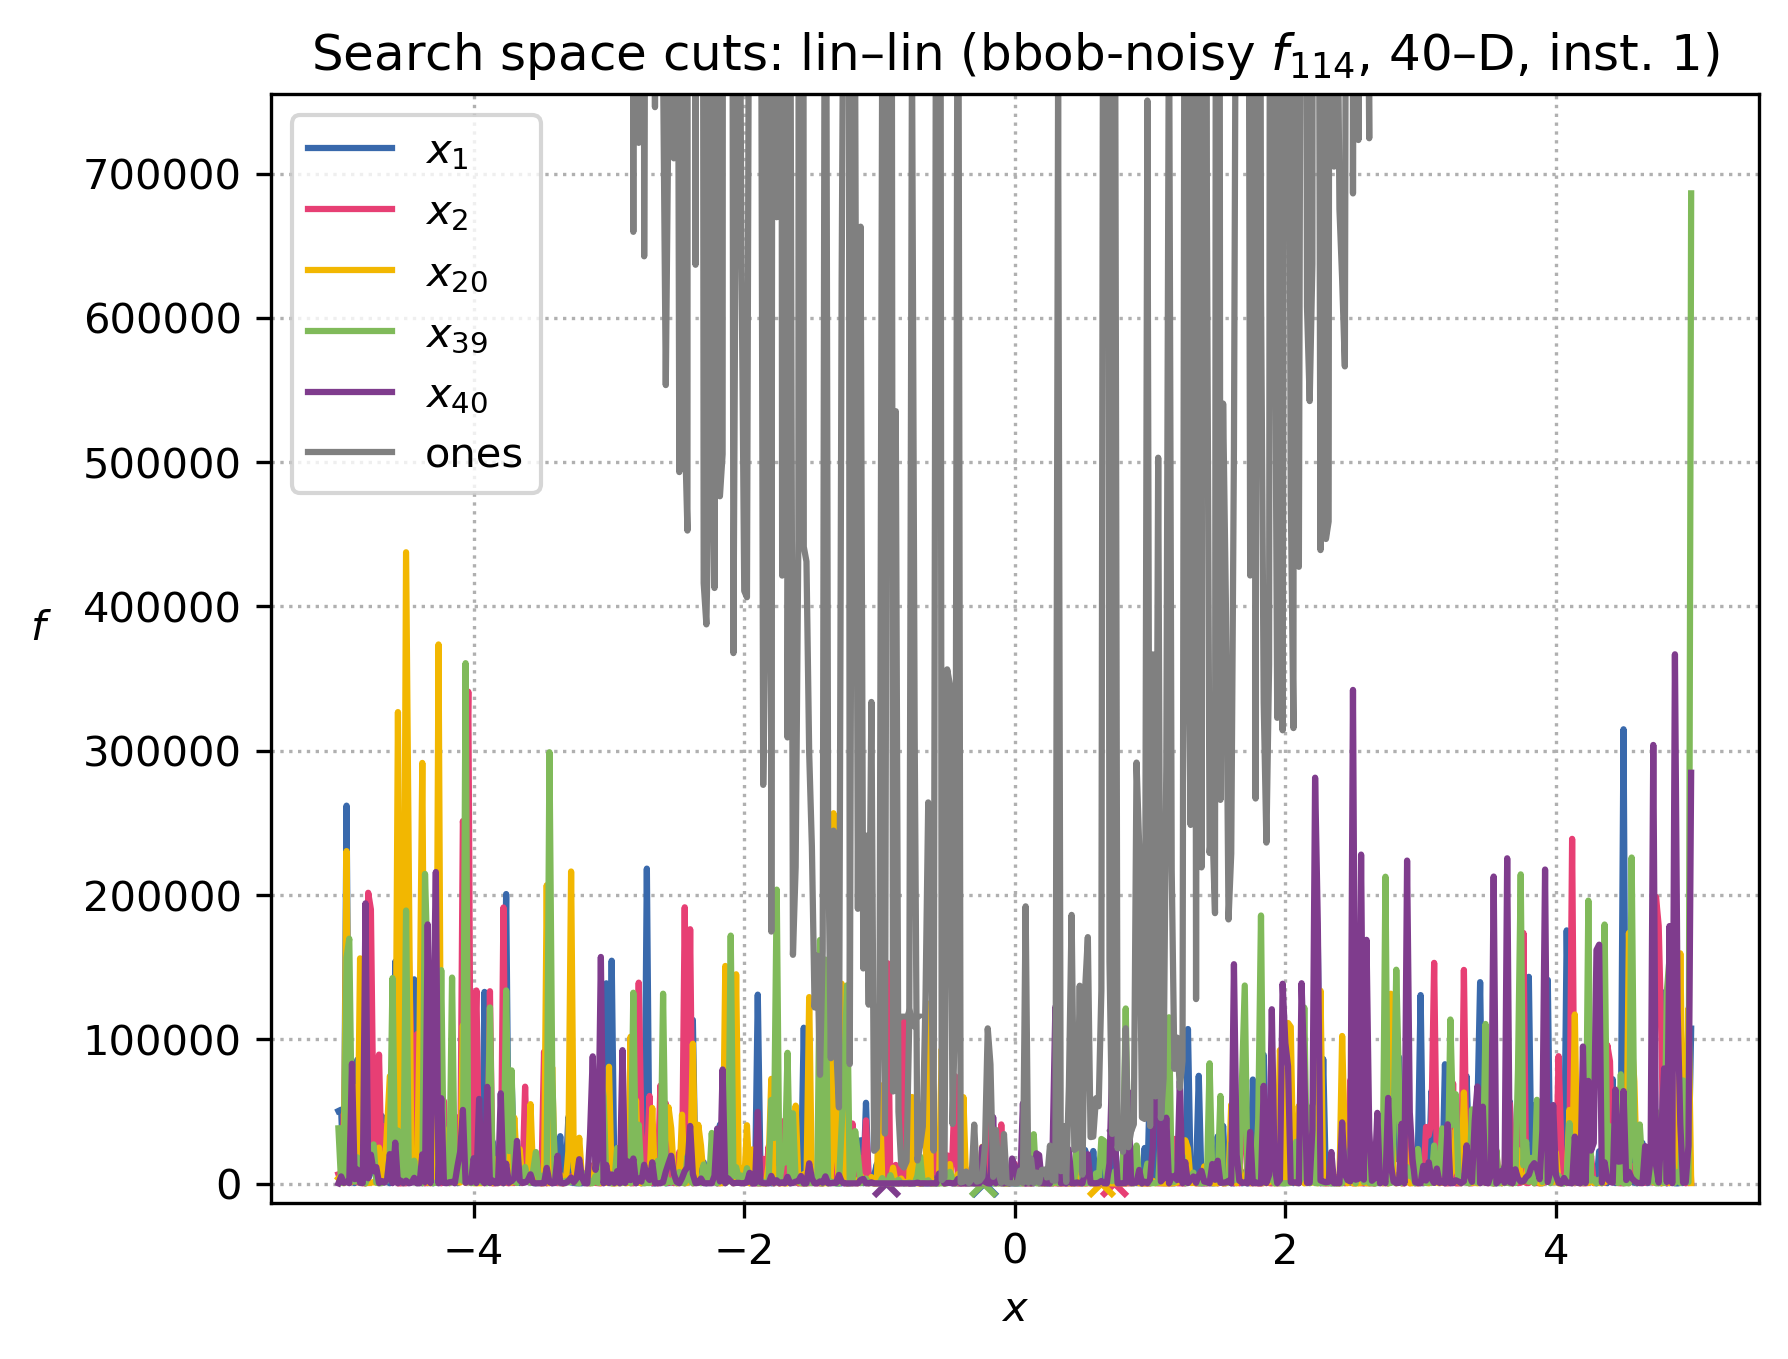 Search space cuts: lin–lin (bbob-noisy f₁₁₄, 40–D, inst. 1)
x₁
x₂
x₂₀
x₃₉
x₄₀
ones
700000
600000
500000
400000
300000
200000
100000
0
f
−4
−2
0
2
4
x